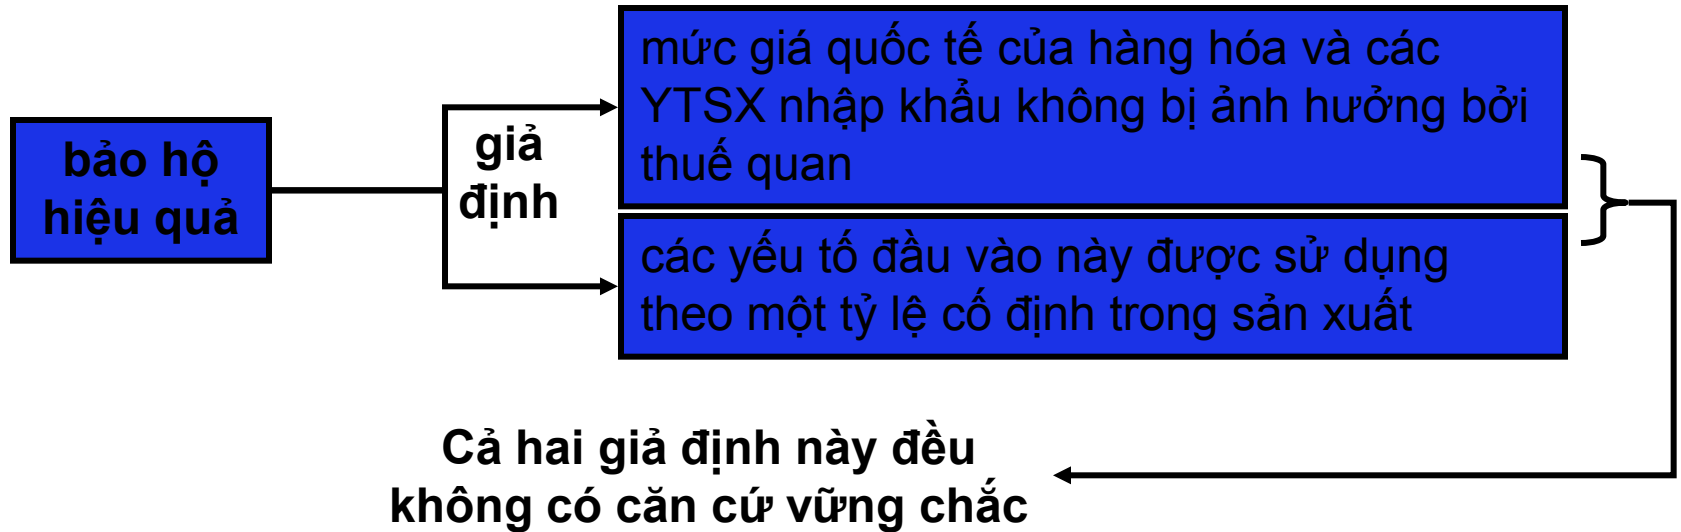 bảo hộ
hiệu quả
giả
định
mức giá quốc tế của hàng hóa và các
YTSX nhập khẩu không bị ảnh hưởng bởi
thuế quan
các yếu tố đầu vào này được sử dụng
theo một tỷ lệ cố định trong sản xuất
Cả hai giả định này đều
không có căn cứ vững chắc